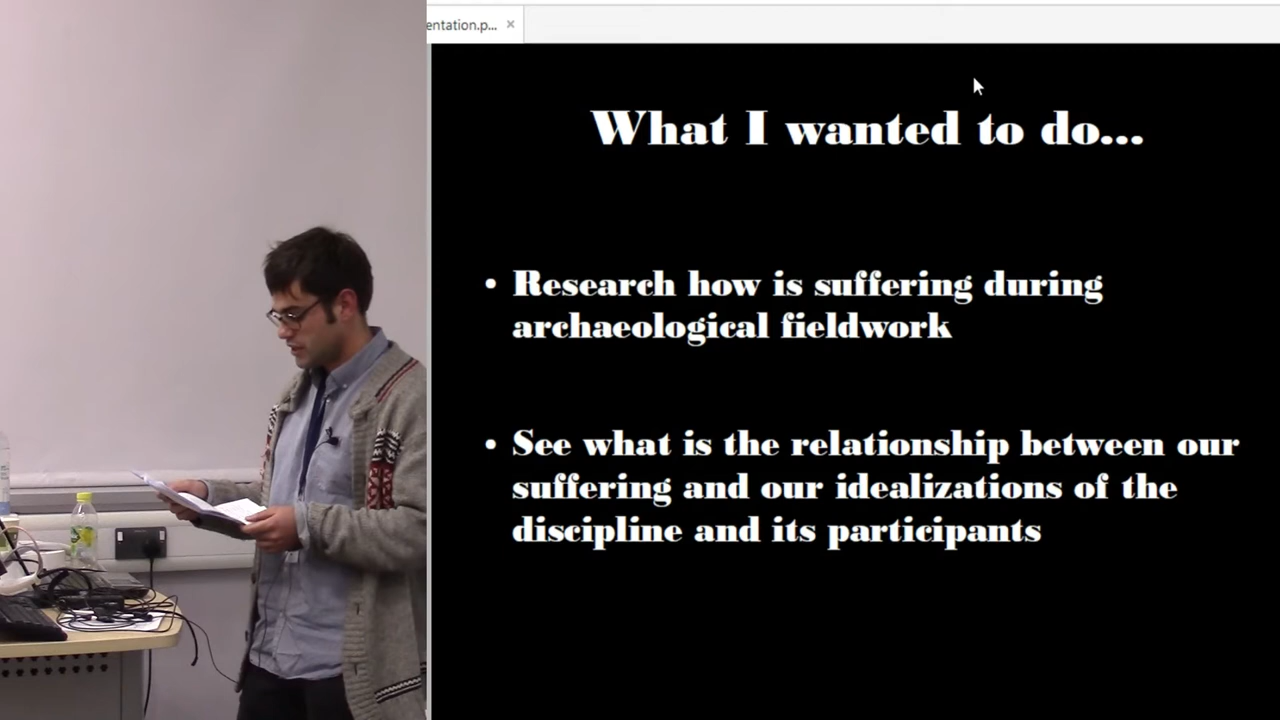 entation.p...
What I wanted to do...
• Research how is suffering during
archaeological fieldwork
• See what is the relationship between our
suffering and our idealizations of the
discipline and its participants